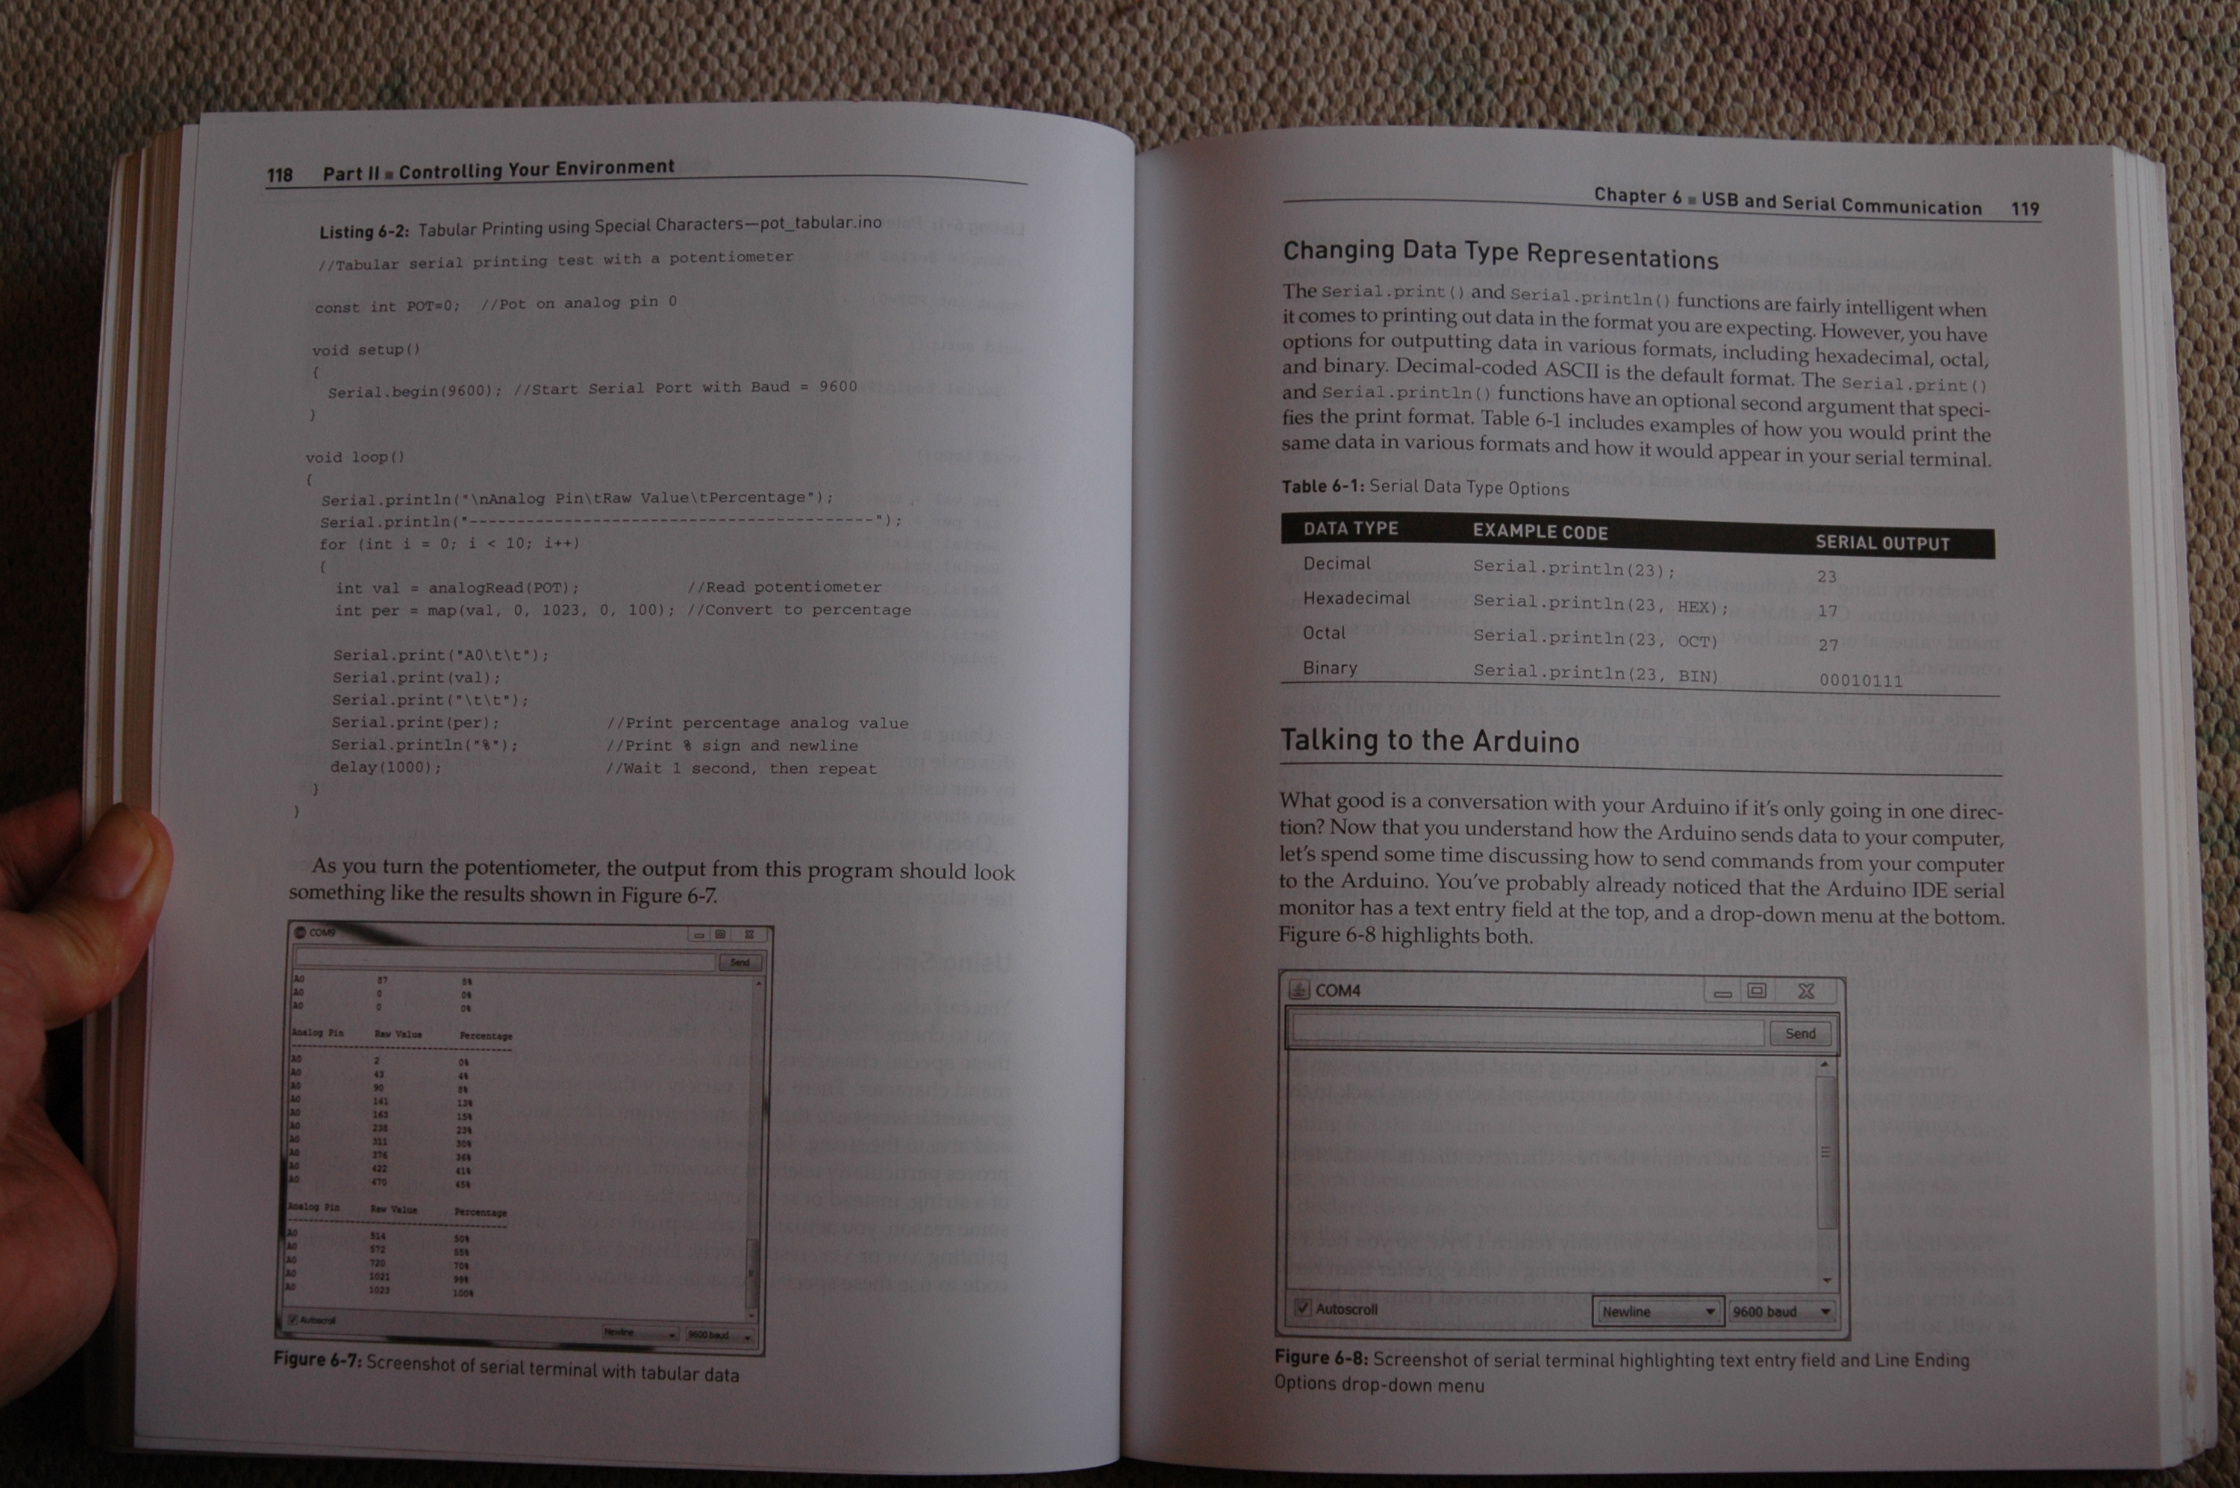 118 Part II ■ Controlling Your Environment
Listing 6-2: Tabular Printing using Special Characters—pot_tabular.ino
//Tabular serial printing test with a potentiometer
const int POT=0; //Pot on analog pin 0
void setup()
{
Serial.begin(9600); //Start Serial Port with Baud = 9600
}
void loop()
{
Serial.println("\nAnalog Pin\tRaw Value\tPercentage");
Serial.println("---------------------------------------------");
for (int i = 0; i < 10; i++)
{
int val = analogRead(POT); //Read potentiometer
int per = map(val, 0, 1023, 0, 100); //Convert to percentage
Serial.print("A0\t\t");
Serial.print(val);
Serial.print("\t\t");
Serial.print(per); //Print percentage analog value
Serial.println("%"); //Print % sign and newline
delay(1000); //Wait 1 second, then repeat
}
}
As you turn the potentiometer, the output from this program should look
something like the results shown in Figure 6-7.
COM9
Send
A0 87 8%
A0 0 0%
A0 0 0%
Analog Pin Raw Value Percentage
A0 2 0%
A0 43 4%
A0 90 8%
A0 141 13%
A0 163 15%
A0 238 23%
A0 311 30%
A0 376 36%
A0 422 41%
A0 470 45%
Analog Pin Raw Value Percentage
A0 514 50%
A0 572 55%
A0 720 70%
A0 1021 99%
A0 1023 100%
Autoscroll Newline 9600 baud
Figure 6-7: Screenshot of serial terminal with tabular data
Chapter 6 ■ USB and Serial Communication 119
Changing Data Type Representations
The Serial.print() and Serial.println() functions are fairly intelligent when
it comes to printing out data in the format you are expecting. However, you have
options for outputting data in various formats, including hexadecimal, octal,
and binary. Decimal-coded ASCII is the default format. The Serial.print()
and Serial.println() functions have an optional second argument that speci-
fies the print format. Table 6-1 includes examples of how you would print the
same data in various formats and how it would appear in your serial terminal.
Table 6-1: Serial Data Type Options
DATA TYPE EXAMPLE CODE SERIAL OUTPUT
Decimal Serial.println(23); 23
Hexadecimal Serial.println(23, HEX); 17
Octal Serial.println(23, OCT) 27
Binary Serial.println(23, BIN) 00010111
Talking to the Arduino
What good is a conversation with your Arduino if it's only going in one direc-
tion? Now that you understand how the Arduino sends data to your computer,
let's spend some time discussing how to send commands from your computer
to the Arduino. You've probably already noticed that the Arduino IDE serial
monitor has a text entry field at the top, and a drop-down menu at the bottom.
Figure 6-8 highlights both.
COM4
Send
Autoscroll Newline 9600 baud
Figure 6-8: Screenshot of serial terminal highlighting text entry field and Line Ending
Options drop-down menu